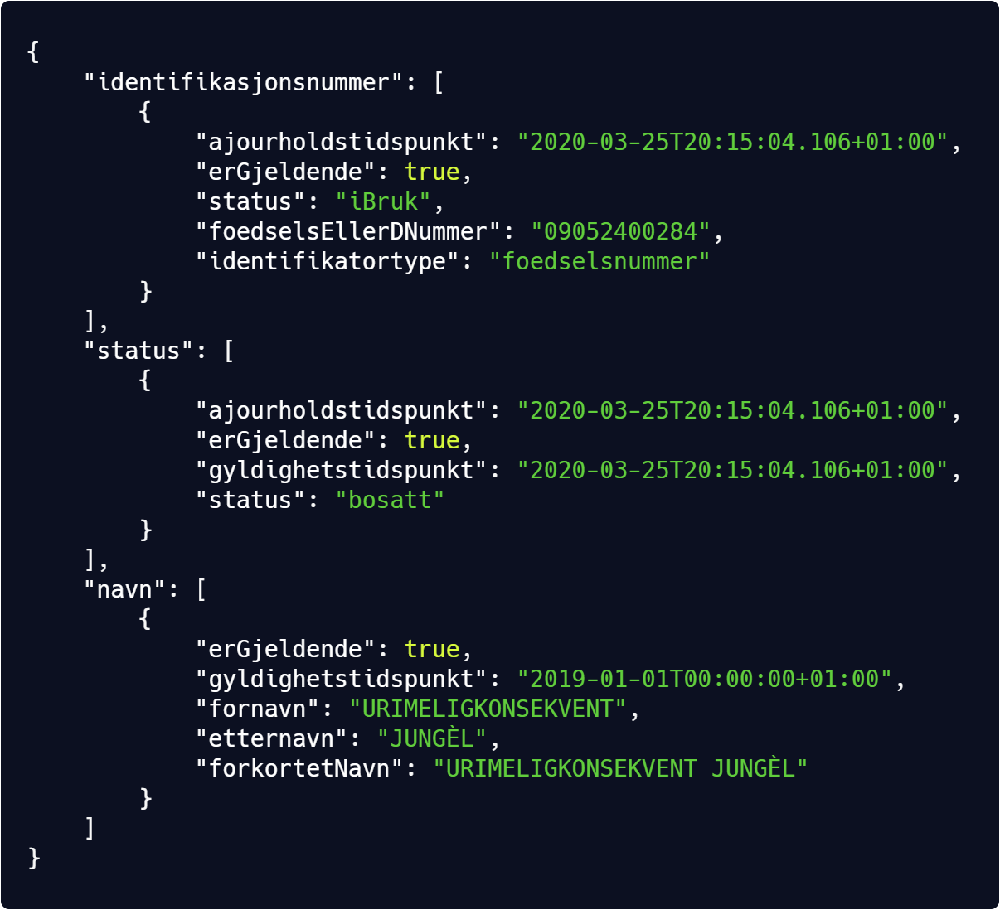 {
    "identifikasjonsnummer": [
        {
            "ajourholdstidspunkt": "2020-03-25T20:15:04.106+01:00",
            "erGjeldende": true,
            "status": "iBruk",
            "foedselsEllerDNummer": "09052400284",
            "identifikatortype": "foedselsnummer"
        }
    ],
    "status": [
        {
            "ajourholdstidspunkt": "2020-03-25T20:15:04.106+01:00",
            "erGjeldende": true,
            "gyldighetstidspunkt": "2020-03-25T20:15:04.106+01:00",
            "status": "bosatt"
        }
    ],
    "navn": [
        {
            "erGjeldende": true,
            "gyldighetstidspunkt": "2019-01-01T00:00:00+01:00",
            "fornavn": "URIMELIGKONSEKVENT",
            "etternavn": "JUNGÈL",
            "forkortetNavn": "URIMELIGKONSEKVENT JUNGÈL"
        }
    ]
}